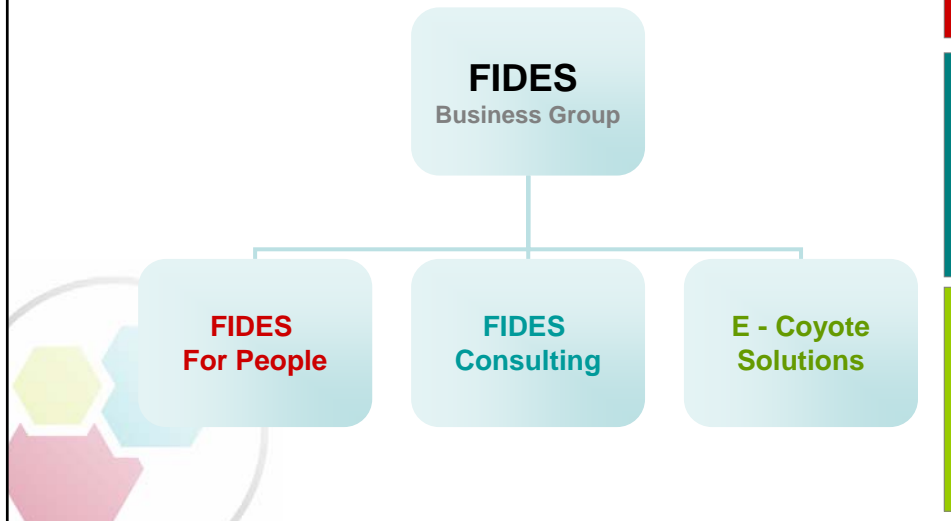 FIDES
Business Group
FIDES
For People
FIDES
Consulting
E - Coyote
Solutions